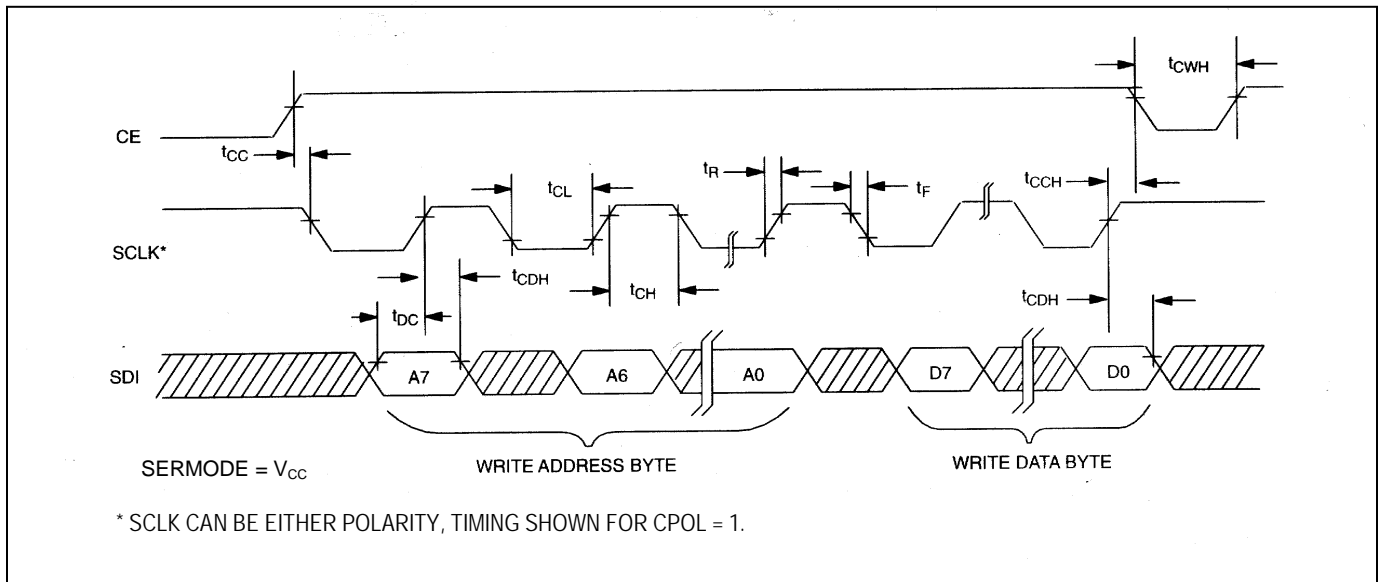 tCWH
CE
tCC
tR
tF
tCL
tCCH
SCLK*
tCDH
tCH
tCDH
tDC
SDI
A7
A6
A0
D7
D0
WRITE ADDRESS BYTE
WRITE DATA BYTE
SERMODE = VCC
* SCLK CAN BE EITHER POLARITY, TIMING SHOWN FOR CPOL = 1.